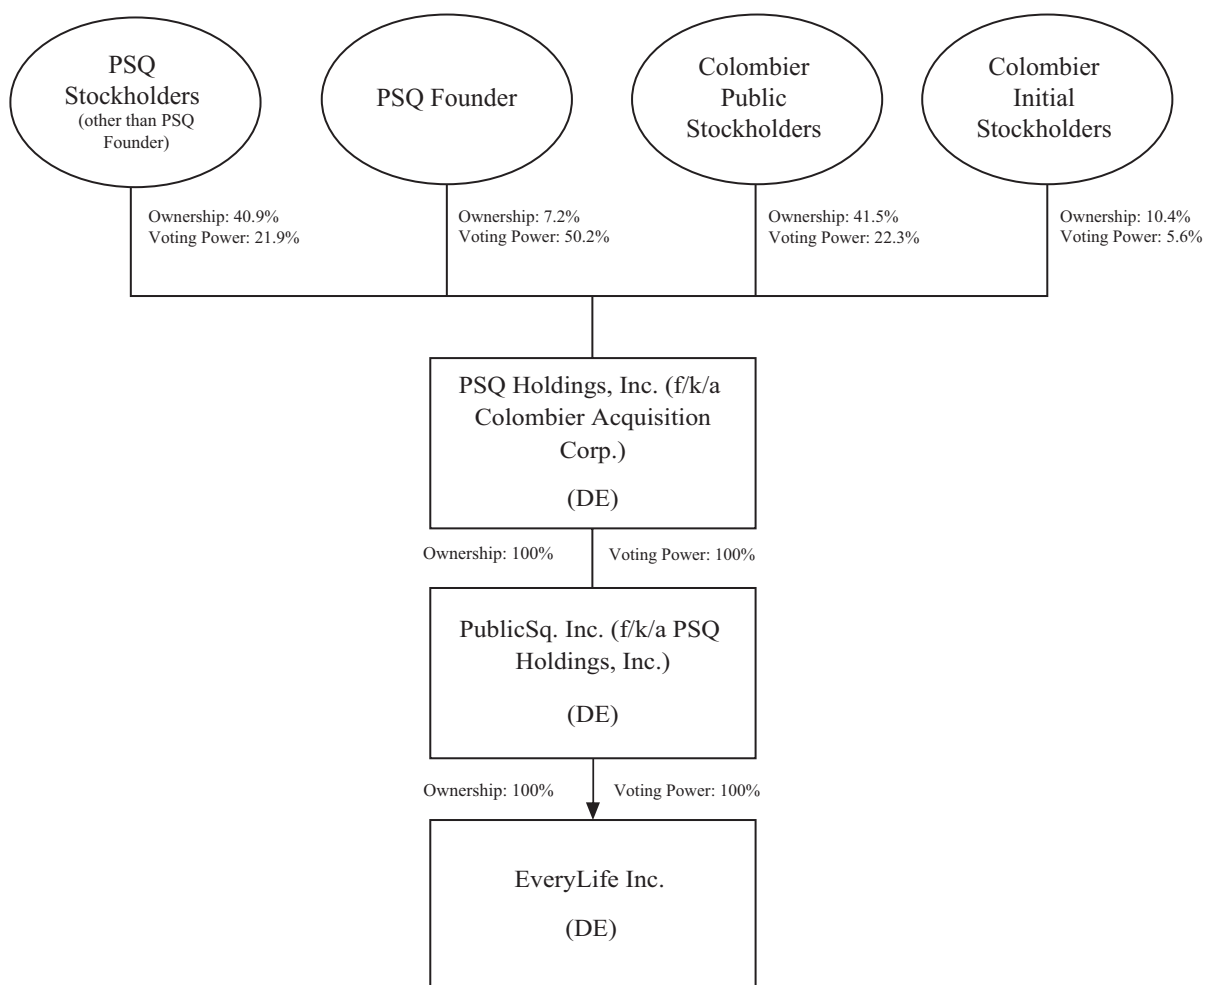 PSQ
Stockholders
(other than PSQ
Founder)
PSQ Founder
Colombier
Public
Stockholders
Colombier
Initial
Stockholders
Ownership: 40.9%
Voting Power: 21.9%
Ownership: 7.2%
Voting Power: 50.2%
Ownership: 41.5%
Voting Power: 22.3%
Ownership: 10.4%
Voting Power: 5.6%
PSQ Holdings, Inc. (f/k/a
Colombier Acquisition
Corp.)
(DE)
Ownership: 100%
Voting Power: 100%
PublicSq. Inc. (f/k/a PSQ
Holdings, Inc.)
(DE)
Ownership: 100%
Voting Power: 100%
EveryLife Inc.
(DE)